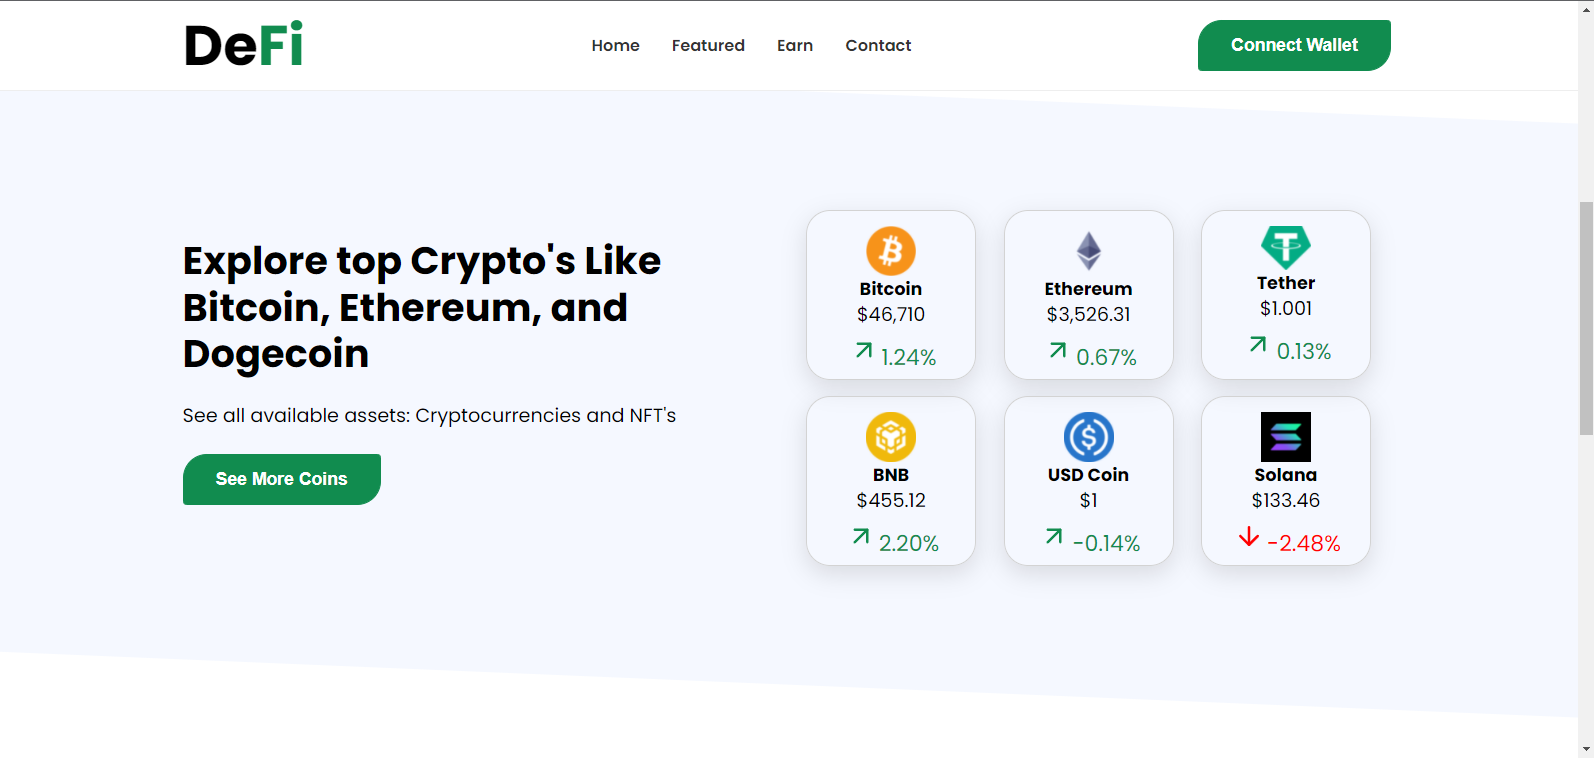 DeFi
Home
Featured
Earn
Contact
Connect Wallet
Explore top Crypto's Like
Bitcoin, Ethereum, and
Dogecoin
See all available assets: Cryptocurrencies and NFT's
See More Coins
Bitcoin
$46,710
1.24%
Ethereum
$3,526.31
0.67%
Tether
$1.001
0.13%
BNB
$455.12
2.20%
USD Coin
$1
-0.14%
Solana
$133.46
-2.48%